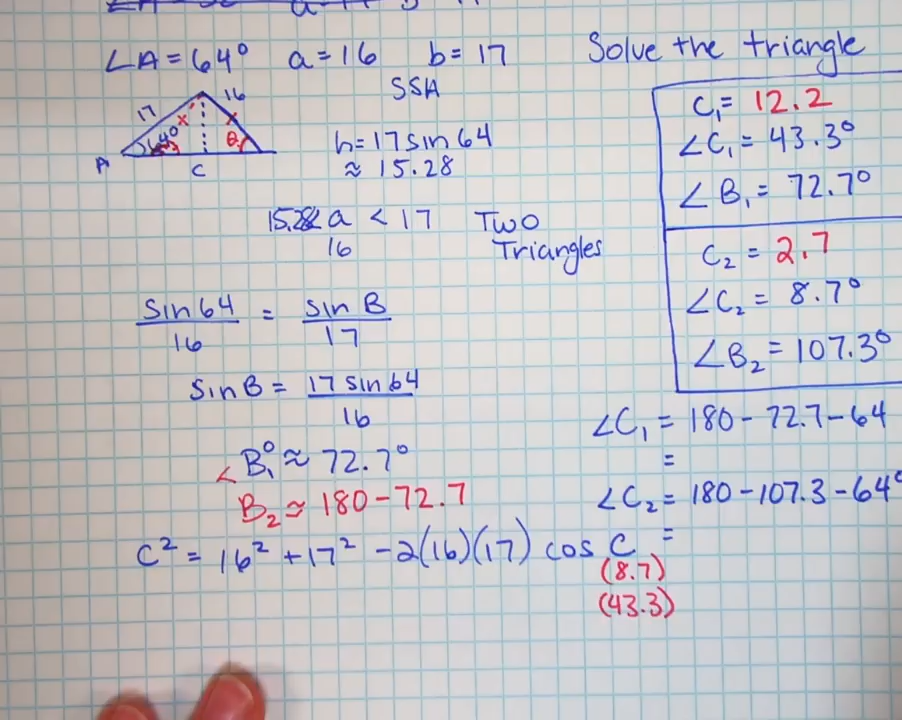 ∠A = 64° a = 16 b = 17 Solve the triangle
SSA
17 16
64° θ
A C
h = 17 sin 64
≈ 15.28
15.28 < a < 17 Two
16 Triangles
sin 64 / 16 = sin B / 17
sin B = 17 sin 64 / 16
∠B₁° ≈ 72.7°
B₂ ≈ 180 - 72.7
C² = 16² + 17² - 2(16)(17) cos C
(8.7)
(43.3)
C₁ = 12.2
∠C₁ = 43.3°
∠B₁ = 72.7°
C₂ = 2.7
∠C₂ = 8.7°
∠B₂ = 107.3°
∠C₁ = 180 - 72.7 - 64
=
∠C₂ = 180 - 107.3 - 64°
=